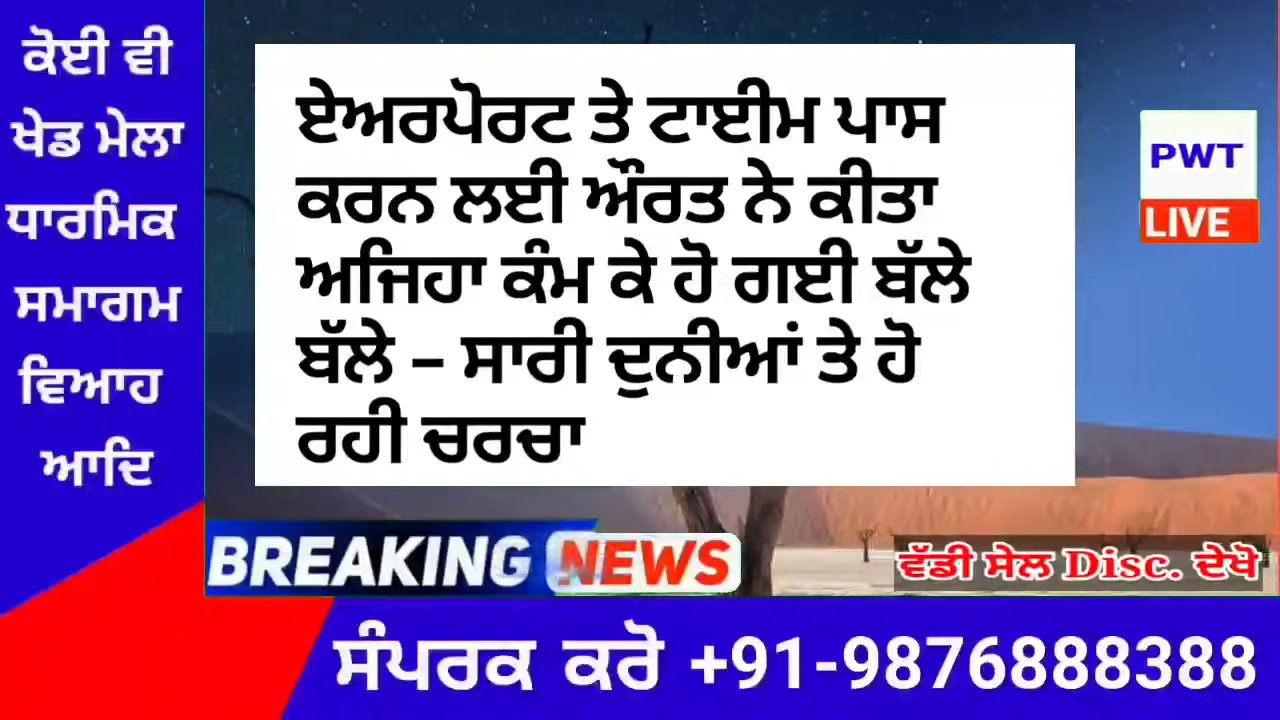 ਕੋਈ ਵੀ
ਖੇਡ ਮੇਲਾ
ਧਾਰਮਿਕ
ਸਮਾਗਮ
ਵਿਆਹ
ਆਦਿ
ਏਅਰਪੋਰਟ ਤੇ ਟਾਈਮ ਪਾਸ
ਕਰਨ ਲਈ ਔਰਤ ਨੇ ਕੀਤਾ
ਅਜਿਹਾ ਕੰਮ ਕੇ ਹੋ ਗਈ ਬੱਲੇ
ਬੱਲੇ – ਸਾਰੀ ਦੁਨੀਆਂ ਤੇ ਹੋ
ਰਹੀ ਚਰਚਾ
PWT
LIVE
BREAKING NEWS
ਵੱਡੀ ਸੇਲ Disc. ਦੇਖੋ
ਸੰਪਰਕ ਕਰੋ +91-9876888388